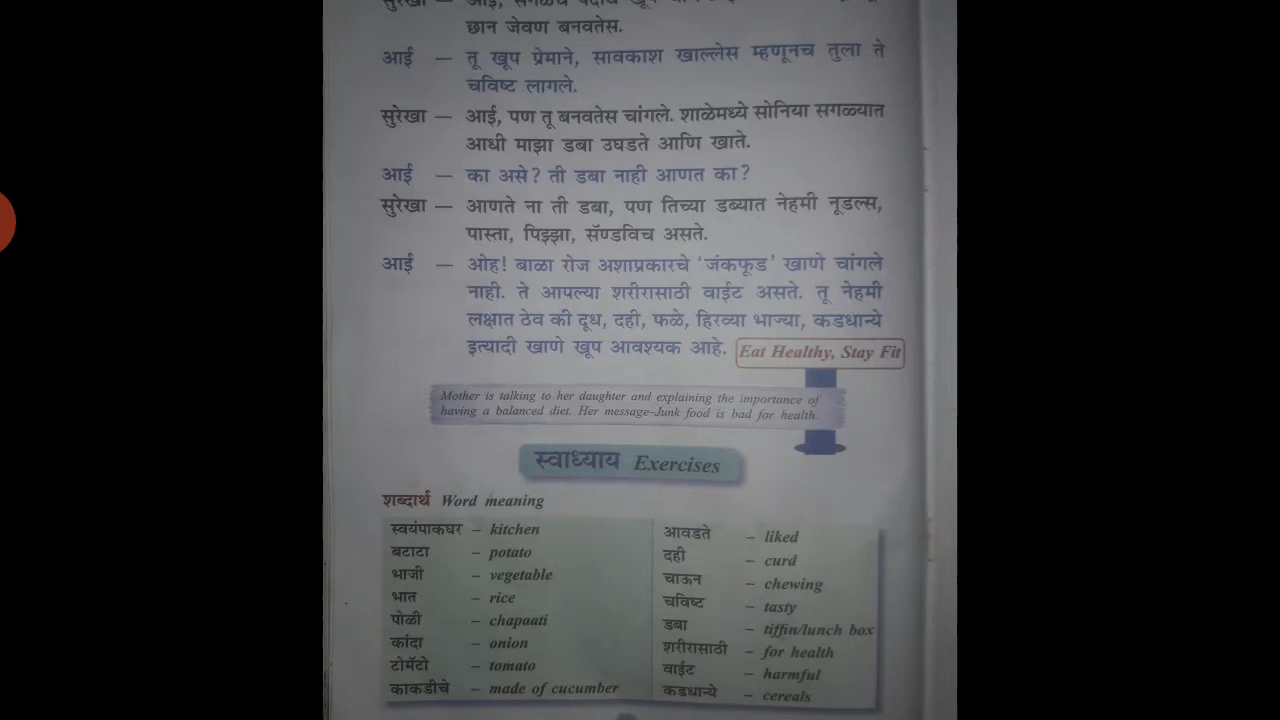 छान जेवण बनवतेस.
आई — तू खूप प्रेमाने, सावकाश खाल्लेस म्हणूनच तुला ते
चविष्ट लागले.
सुरेखा — आई, पण तू बनवतेस चांगले. शाळेमध्ये सोनिया सगळ्यात
आधी माझा डबा उघडते आणि खाते.
आई — का असे? ती डबा नाही आणत का?
सुरेखा — आणते ना ती डबा, पण तिच्या डब्यात नेहमी नूडल्स,
पास्ता, पिझ्झा, सॅण्डविच असते.
आई — ओह! बाळा रोज अशाप्रकारचे 'जंकफूड' खाणे चांगले
नाही. ते आपल्या शरीरासाठी वाईट असते. तू नेहमी
लक्षात ठेव की दूध, दही, फळे, हिरव्या भाज्या, कडधान्ये
इत्यादी खाणे खूप आवश्यक आहे. Eat Healthy, Stay Fit
Mother is talking to her daughter and explaining the importance of
having a balanced diet. Her message–Junk food is bad for health.
स्वाध्याय Exercises
शब्दार्थ Word meaning
स्वयंपाकघर – kitchen
बटाटा – potato
भाजी – vegetable
भात – rice
पोळी – chapaati
कांदा – onion
टोमॅटो – tomato
काकडीचे – made of cucumber
आवडते – liked
दही – curd
चाऊन – chewing
चविष्ट – tasty
डबा – tiffin/lunch box
शरीरासाठी – for health
वाईट – harmful
कडधान्ये – cereals